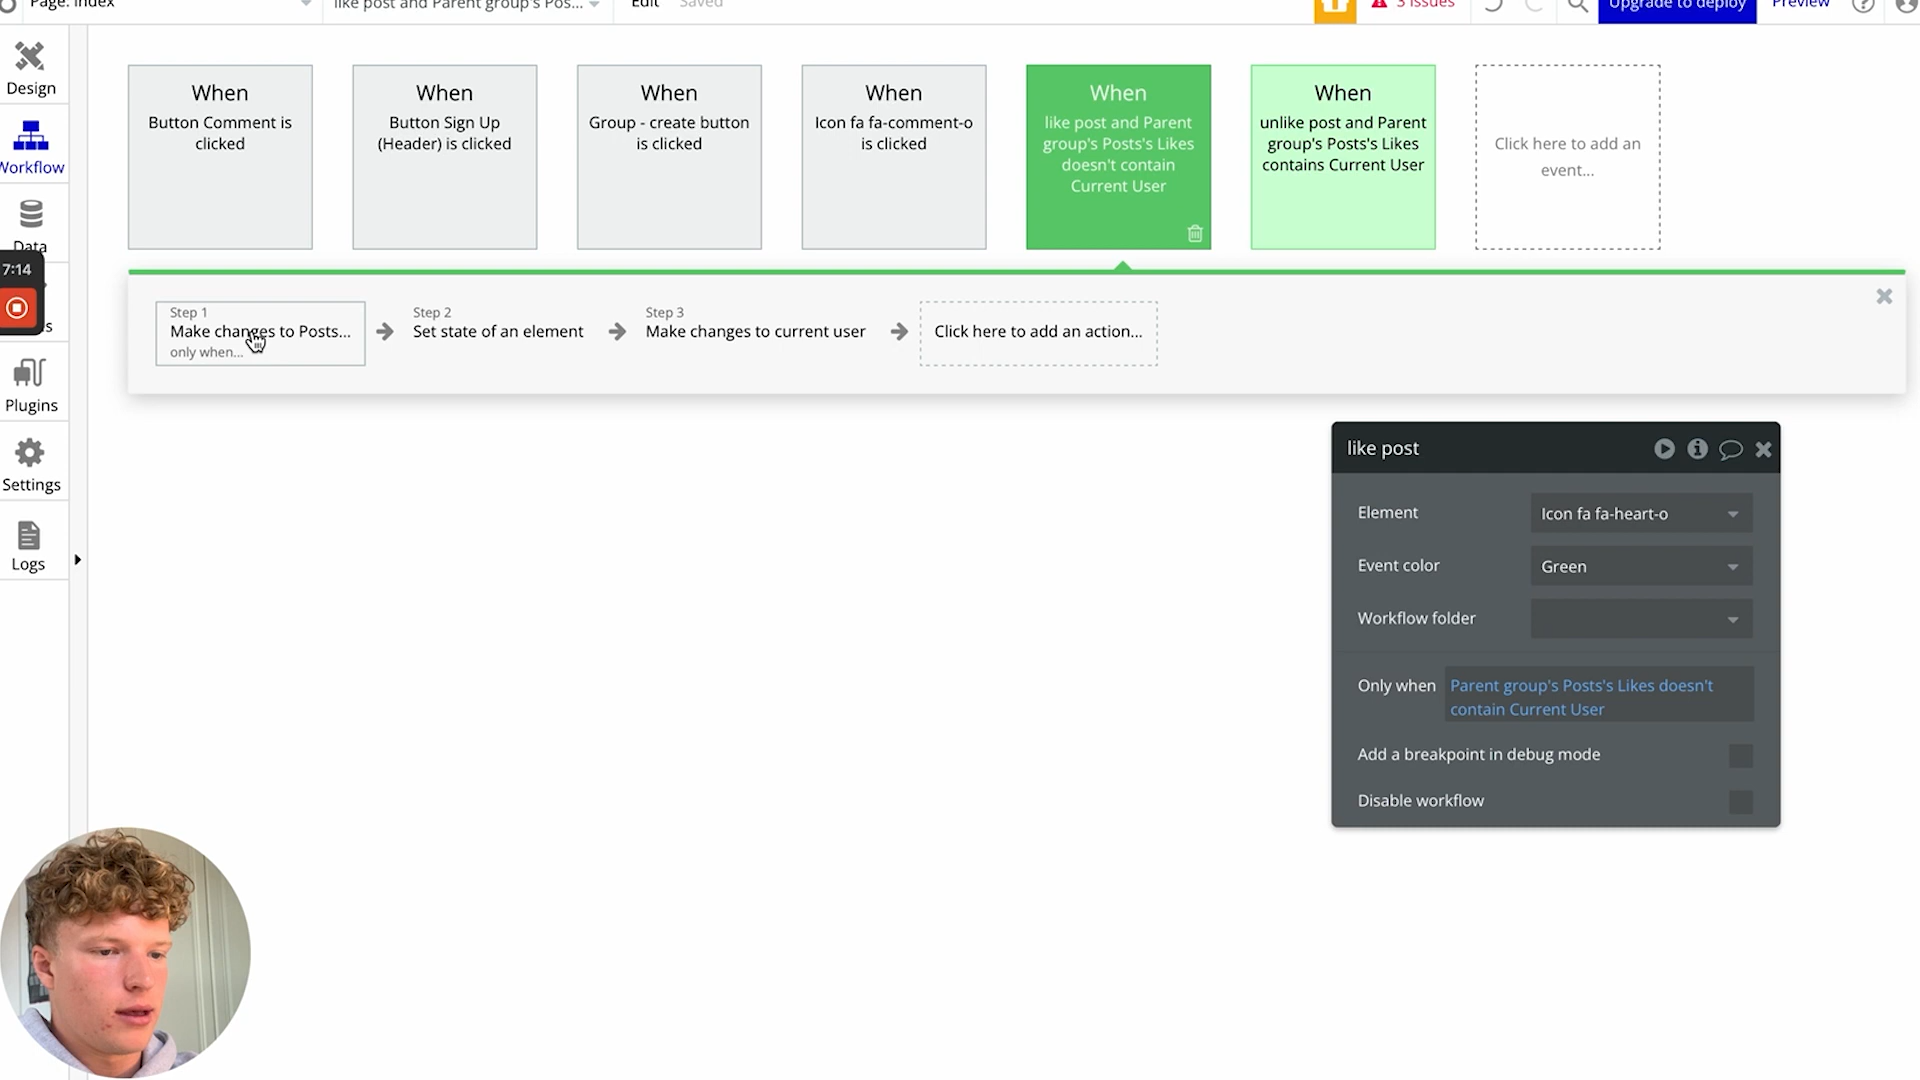 Page: index
like post and Parent group's Pos...
Edit
Saved
3 issues
Upgrade to deploy
Preview
Design
Workflow
Data
7:14
Plugins
Settings
Logs
When
Button Comment is
clicked
When
Button Sign Up
(Header) is clicked
When
Group - create button
is clicked
When
Icon fa fa-comment-o
is clicked
When
like post and Parent
group's Posts's Likes
doesn't contain
Current User
When
unlike post and Parent
group's Posts's Likes
contains Current User
Click here to add an
event...
Step 1
Make changes to Posts...
only when...
Step 2
Set state of an element
Step 3
Make changes to current user
Click here to add an action...
like post
Element
Icon fa fa-heart-o
Event color
Green
Workflow folder
Only when
Parent group's Posts's Likes doesn't
contain Current User
Add a breakpoint in debug mode
Disable workflow